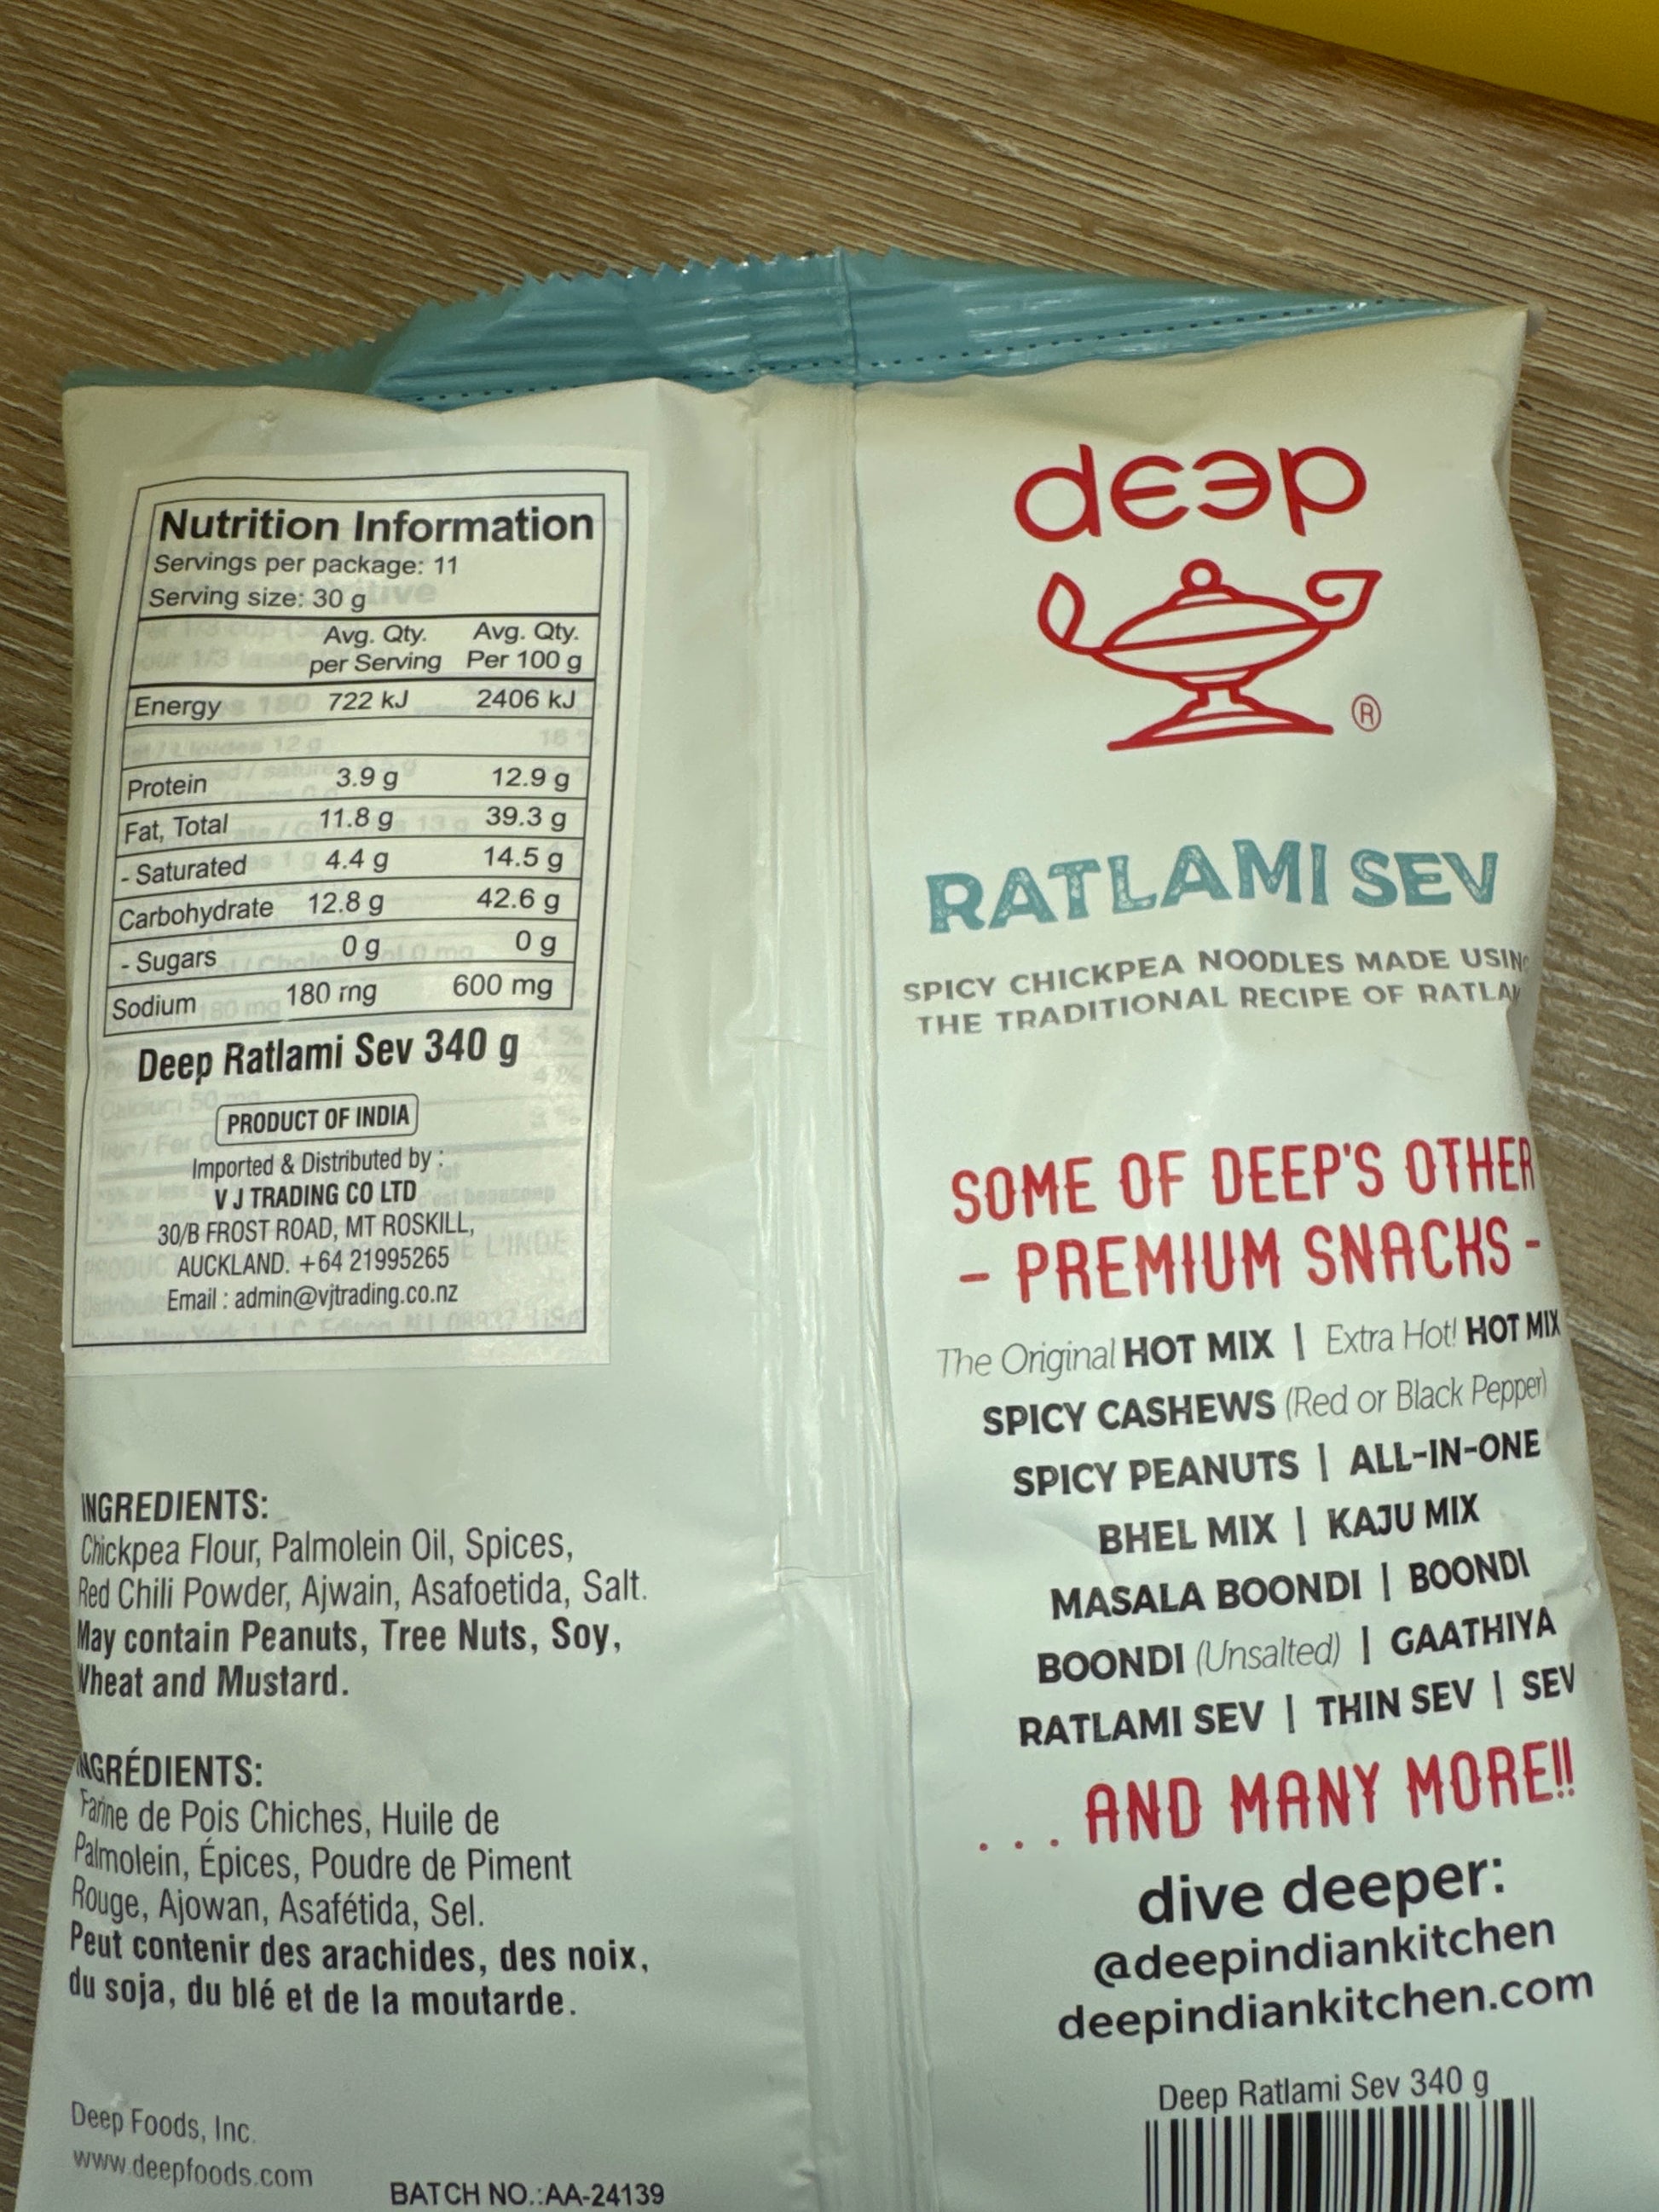 Nutrition Information
Servings per package: 11
Serving size: 30 g
Avg. Qty. per Serving Avg. Qty. Per 100 g
Energy 722 kJ 2406 kJ
Protein 3.9 g 12.9 g
Fat, Total 11.8 g 39.3 g
- Saturated 4.4 g 14.5 g
Carbohydrate 12.8 g 42.6 g
- Sugars 0 g 0 g
Sodium 180 mg 600 mg
Deep Ratlami Sev 340 g
PRODUCT OF INDIA
Imported & Distributed by :
V J TRADING CO LTD
30/B FROST ROAD, MT ROSKILL,
AUCKLAND. +64 21995265
Email : admin@vjtrading.co.nz
INGREDIENTS:
Chickpea Flour, Palmolein Oil, Spices,
Red Chili Powder, Ajwain, Asafoetida, Salt.
May contain Peanuts, Tree Nuts, Soy,
Wheat and Mustard.
INGRÉDIENTS:
Farine de Pois Chiches, Huile de
Palmolein, Épices, Poudre de Piment
Rouge, Ajowan, Asafétida, Sel.
Peut contenir des arachides, des noix,
du soja, du blé et de la moutarde.
Deep Foods, Inc.
www.deepfoods.com
BATCH NO.:AA-24139
deep
®
RATLAMI SEV
SPICY CHICKPEA NOODLES MADE USING
THE TRADITIONAL RECIPE OF RATLAM
SOME OF DEEP'S OTHER
- PREMIUM SNACKS -
The Original HOT MIX | Extra Hot! HOT MIX
SPICY CASHEWS (Red or Black Pepper)
SPICY PEANUTS | ALL-IN-ONE
BHEL MIX | KAJU MIX
MASALA BOONDI | BOONDI
BOONDI (Unsalted) | GAATHIYA
RATLAMI SEV | THIN SEV | SEV
... AND MANY MORE!!
dive deeper:
@deepindiankitchen
deepindiankitchen.com
Deep Ratlami Sev 340 g